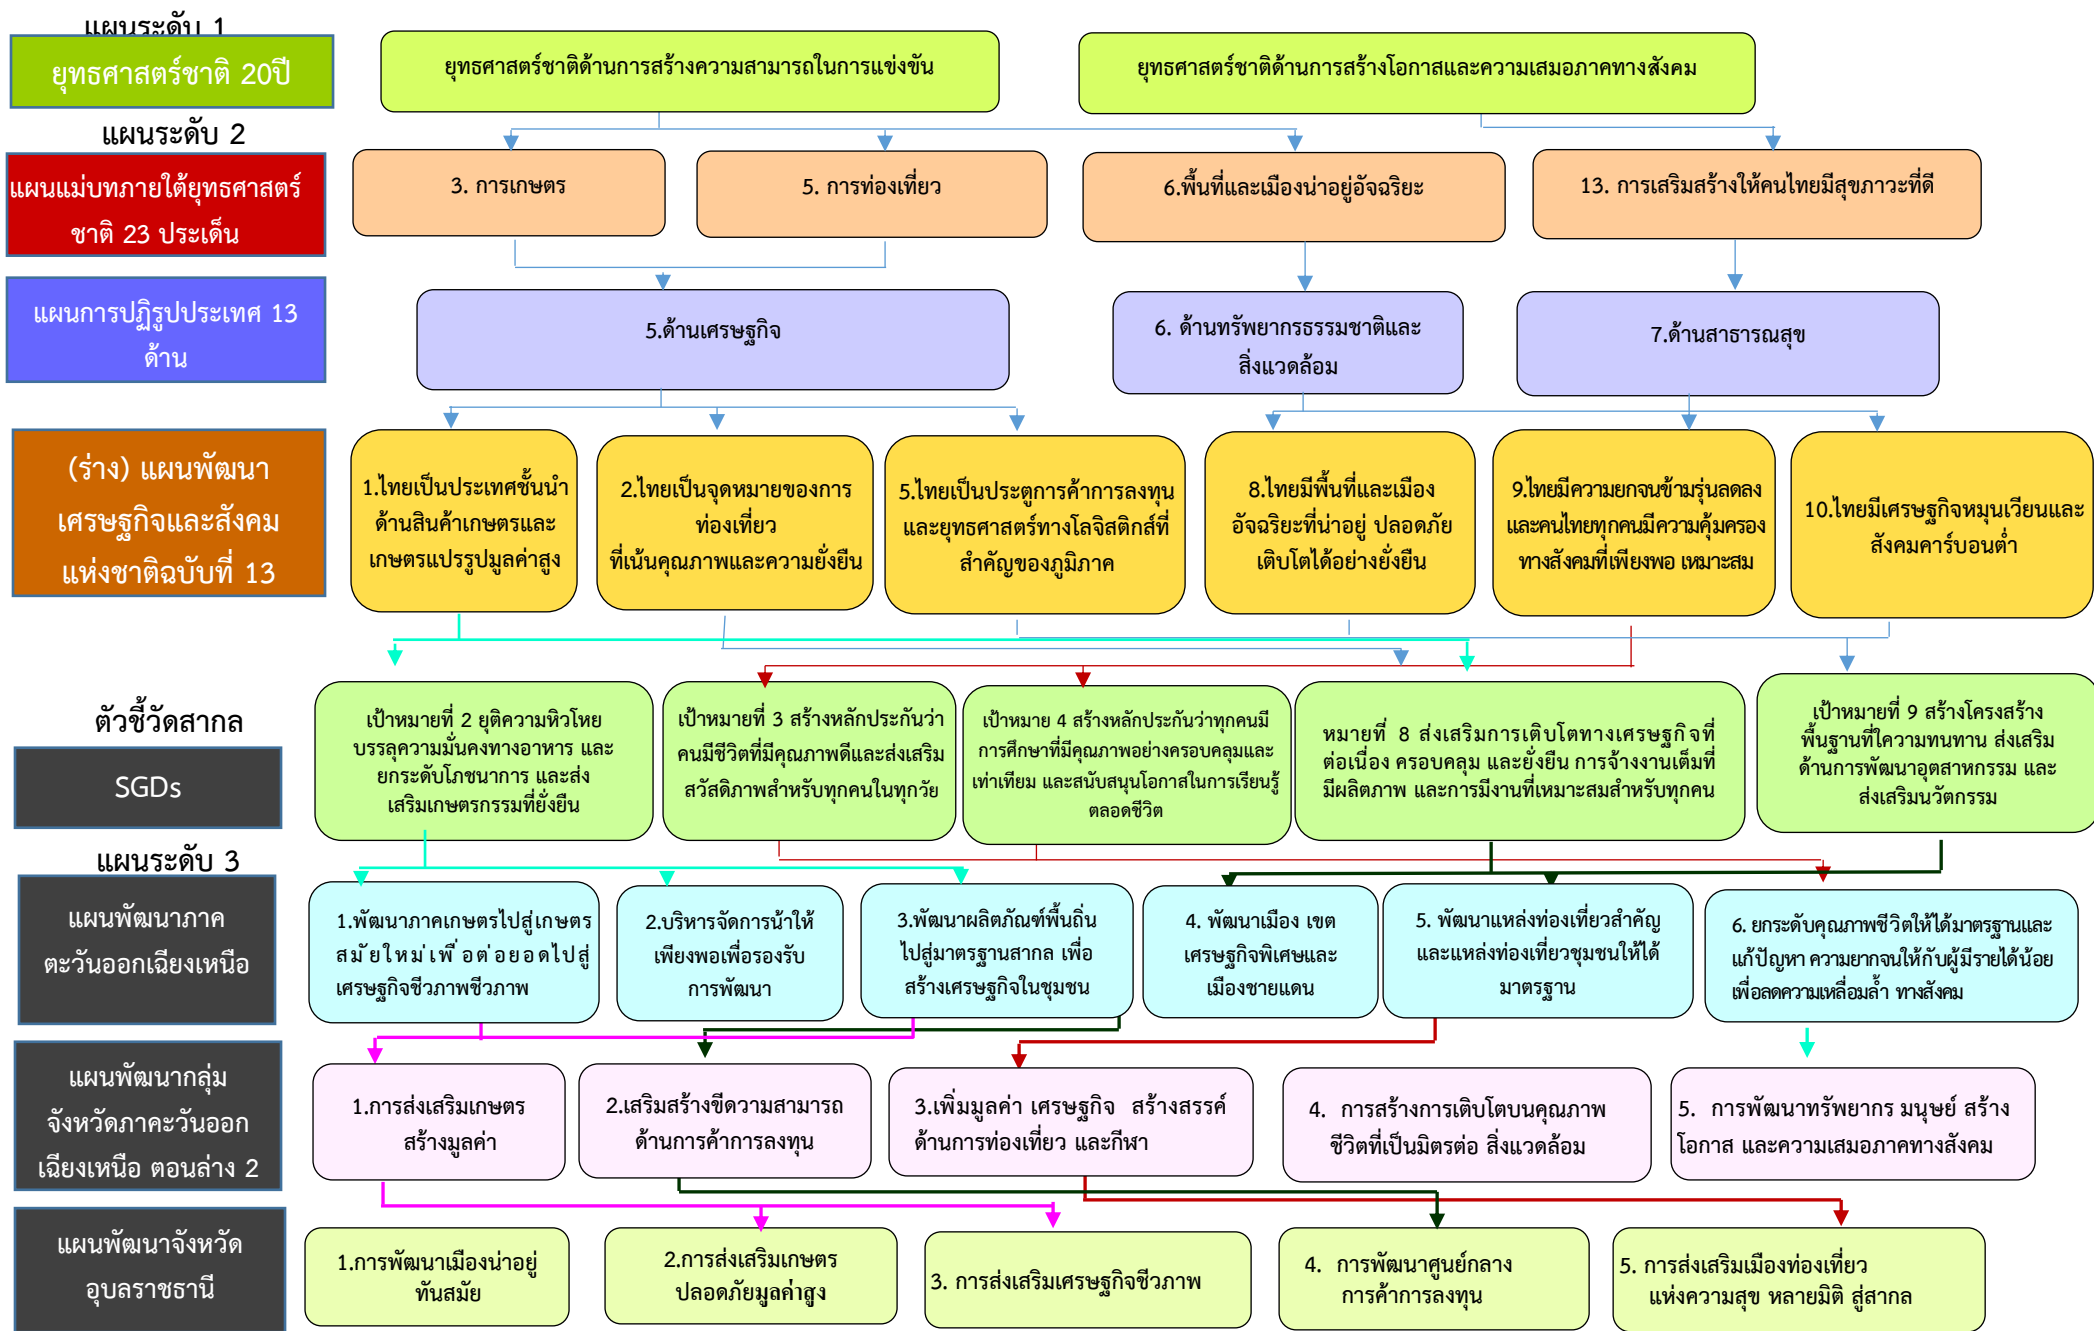 แผนระดับ 1
ยุทธศาสตร์ชาติ 20ปี
ยุทธศาสตร์ชาติด้านการสร้างความสามารถในการแข่งขัน
ยุทธศาสตร์ชาติด้านการสร้างโอกาสและความเสมอภาคทางสังคม
แผนระดับ 2
แผนแม่บทภายใต้ยุทธศาสตร์
ชาติ 23 ประเด็น
3. การเกษตร
5. การท่องเที่ยว
6.พื้นที่และเมืองน่าอยู่อัจฉริยะ
13. การเสริมสร้างให้คนไทยมีสุขภาวะที่ดี
แผนการปฏิรูปประเทศ 13
ด้าน
5.ด้านเศรษฐกิจ
6. ด้านทรัพยากรธรรมชาติและ
สิ่งแวดล้อม
7.ด้านสาธารณสุข
(ร่าง) แผนพัฒนา
เศรษฐกิจและสังคม
แห่งชาติฉบับที่ 13
1.ไทยเป็นประเทศชั้นนำ
ด้านสินค้าเกษตรและ
เกษตรแปรรูปมูลค่าสูง
2.ไทยเป็นจุดหมายของการ
ท่องเที่ยว
ที่เน้นคุณภาพและความยั่งยืน
5.ไทยเป็นประตูการค้าการลงทุน
และยุทธศาสตร์ทางโลจิสติกส์ที่
สำคัญของภูมิภาค
8.ไทยมีพื้นที่และเมือง
อัจฉริยะที่น่าอยู่ ปลอดภัย
เติบโตได้อย่างยั่งยืน
9.ไทยมีความยกจนข้ามรุ่นลดลง
และคนไทยทุกคนมีความคุ้มครอง
ทางสังคมที่เพียงพอ เหมาะสม
10.ไทยมีเศรษฐกิจหมุนเวียนและ
สังคมคาร์บอนต่ำ
ตัวชี้วัดสากล
SGDs
เป้าหมายที่ 2 ยุติความหิวโหย
บรรลุความมั่นคงทางอาหาร และ
ยกระดับโภชนาการ และส่ง
เสริมเกษตรกรรมที่ยั่งยืน
เป้าหมายที่ 3 สร้างหลักประกันว่า
คนมีชีวิตที่มีคุณภาพดีและส่งเสริม
สวัสดิภาพสำหรับทุกคนในทุกวัย
เป้าหมาย 4 สร้างหลักประกันว่าทุกคนมี
การศึกษาที่มีคุณภาพอย่างครอบคลุมและ
เท่าเทียม และสนับสนุนโอกาสในการเรียนรู้
ตลอดชีวิต
หมายที่ 8 ส่งเสริมการเติบโตทางเศรษฐกิจที่
ต่อเนื่อง ครอบคลุม และยั่งยืน การจ้างงานเต็มที่
มีผลิตภาพ และการมีงานที่เหมาะสมสำหรับทุกคน
เป้าหมายที่ 9 สร้างโครงสร้าง
พื้นฐานที่ใความทนทาน ส่งเสริม
ด้านการพัฒนาอุตสาหกรรม และ
ส่งเสริมนวัตกรรม
แผนระดับ 3
แผนพัฒนาภาค
ตะวันออกเฉียงเหนือ
1.พัฒนาภาคเกษตรไปสู่เกษตร
สมัยใหม่เพื่อต่อยอดไปสู่
เศรษฐกิจชีวภาพชีวภาพ
2.บริหารจัดการน้ำให้
เพียงพอเพื่อรองรับ
การพัฒนา
3.พัฒนาผลิตภัณฑ์พื้นถิ่น
ไปสู่มาตรฐานสากล เพื่อ
สร้างเศรษฐกิจในชุมชน
4. พัฒนาเมือง เขต
เศรษฐกิจพิเศษและ
เมืองชายแดน
5. พัฒนาแหล่งท่องเที่ยวสำคัญ
และแหล่งท่องเที่ยวชุมชนให้ได้
มาตรฐาน
6. ยกระดับคุณภาพชีวิตให้ได้มาตรฐานและ
แก้ปัญหา ความยากจนให้กับผู้มีรายได้น้อย
เพื่อลดความเหลื่อมล้ำ ทางสังคม
แผนพัฒนากลุ่ม
จังหวัดภาคะวันออก
เฉียงเหนือ ตอนล่าง 2
1.การส่งเสริมเกษตร
สร้างมูลค่า
2.เสริมสร้างขีดความสามารถ
ด้านการค้าการลงทุน
3.เพิ่มมูลค่า เศรษฐกิจ สร้างสรรค์
ด้านการท่องเที่ยว และกีฬา
4. การสร้างการเติบโตบนคุณภาพ
ชีวิตที่เป็นมิตรต่อ สิ่งแวดล้อม
5. การพัฒนาทรัพยากร มนุษย์ สร้าง
โอกาส และความเสมอภาคทางสังคม
แผนพัฒนาจังหวัด
อุบลราชธานี
1.การพัฒนาเมืองน่าอยู่
ทันสมัย
2.การส่งเสริมเกษตร
ปลอดภัยมูลค่าสูง
3. การส่งเสริมเศรษฐกิจชีวภาพ
4. การพัฒนาศูนย์กลาง
การค้าการลงทุน
5. การส่งเสริมเมืองท่องเที่ยว
แห่งความสุข หลายมิติ สู่สากล